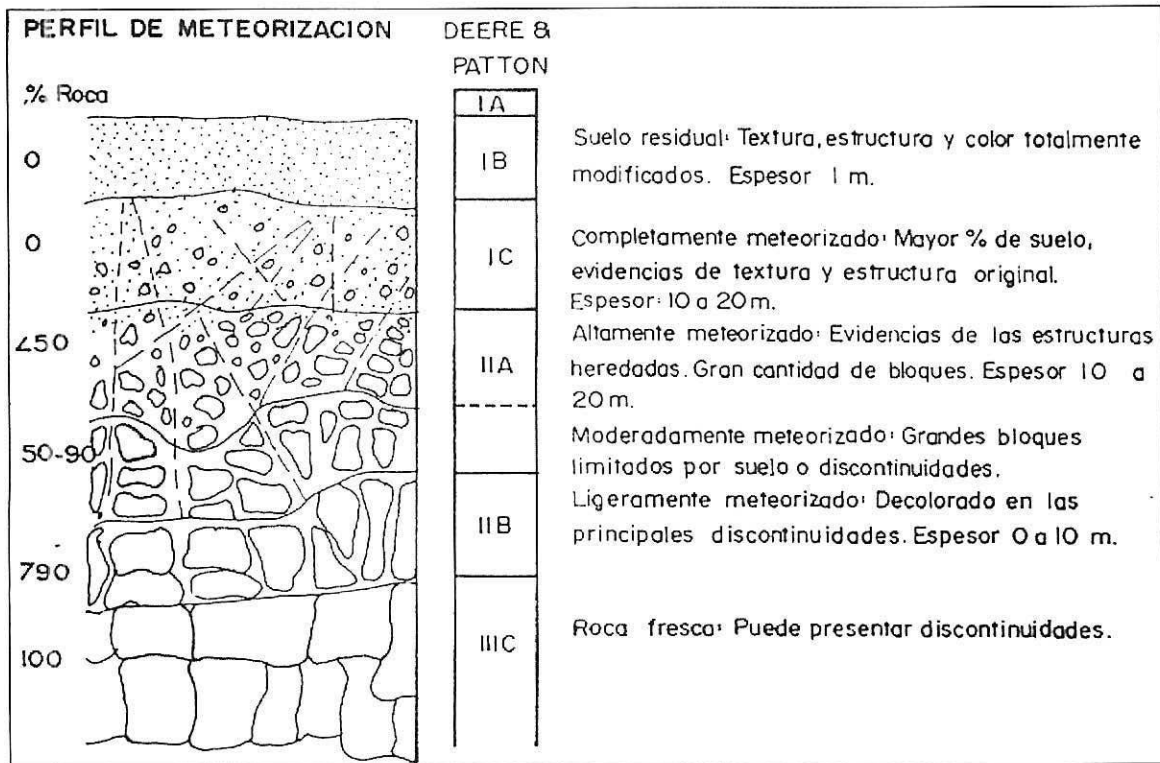 PERFIL DE METEORIZACION
DEERE &
PATTON
% Roca
IA
0
IB
Suelo residual: Textura, estructura y color totalmente
modificados. Espesor 1 m.
0
IC
Completamente meteorizado: Mayor % de suelo,
evidencias de textura y estructura original.
Espesor: 10 a 20 m.
∠50
IIA
Altamente meteorizado: Evidencias de las estructuras
heredadas. Gran cantidad de bloques. Espesor 10 a
20 m.
50-90
Moderadamente meteorizado: Grandes bloques
limitados por suelo o discontinuidades.
IIB
Ligeramente meteorizado: Decolorado en las
principales discontinuidades. Espesor 0 a 10 m.
790
IIIC
Roca fresca: Puede presentar discontinuidades.
100